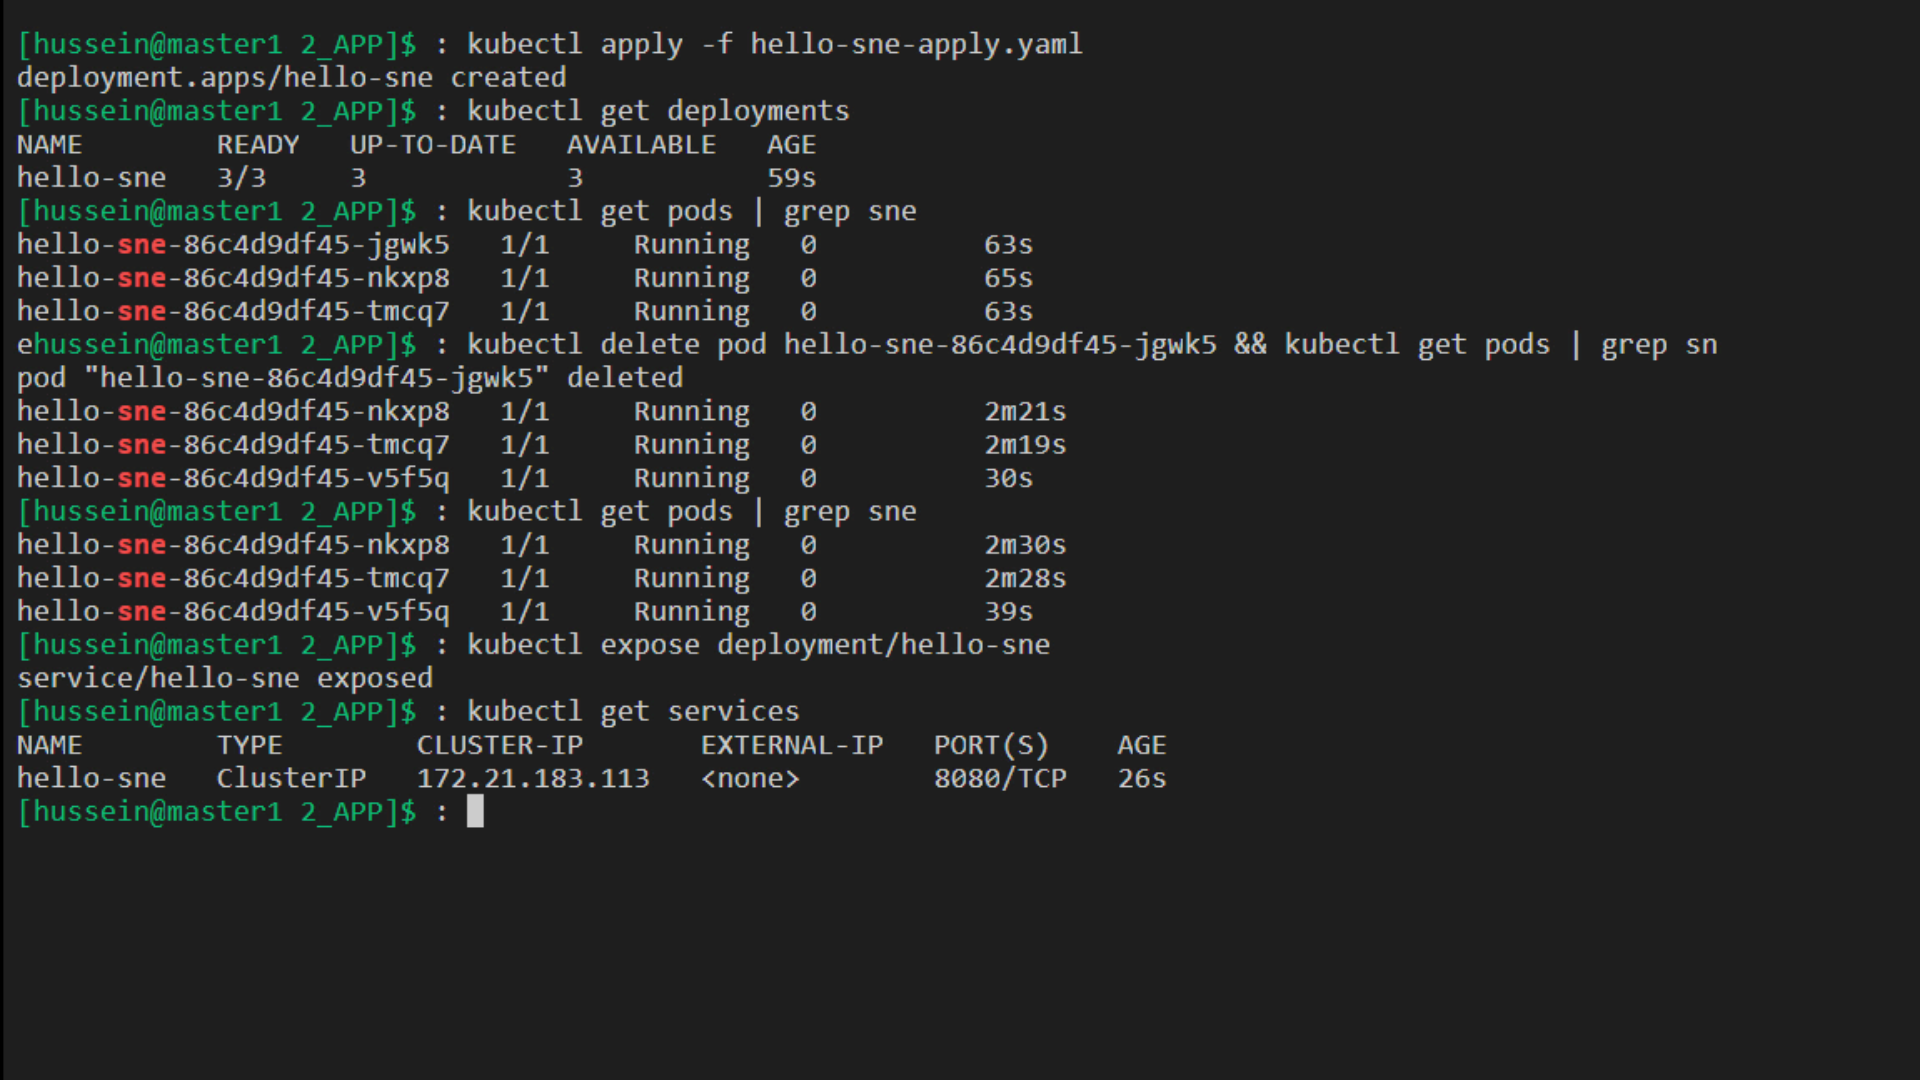 [hussein@master1 2_APP]$ : kubectl apply -f hello-sne-apply.yaml
deployment.apps/hello-sne created
[hussein@master1 2_APP]$ : kubectl get deployments
NAME        READY   UP-TO-DATE   AVAILABLE   AGE
hello-sne   3/3     3            3           59s
[hussein@master1 2_APP]$ : kubectl get pods | grep sne
hello-sne-86c4d9df45-jgwk5   1/1     Running   0          63s
hello-sne-86c4d9df45-nkxp8   1/1     Running   0          65s
hello-sne-86c4d9df45-tmcq7   1/1     Running   0          63s
ehussein@master1 2_APP]$ : kubectl delete pod hello-sne-86c4d9df45-jgwk5 && kubectl get pods | grep sn
pod "hello-sne-86c4d9df45-jgwk5" deleted
hello-sne-86c4d9df45-nkxp8   1/1     Running   0          2m21s
hello-sne-86c4d9df45-tmcq7   1/1     Running   0          2m19s
hello-sne-86c4d9df45-v5f5q   1/1     Running   0          30s
[hussein@master1 2_APP]$ : kubectl get pods | grep sne
hello-sne-86c4d9df45-nkxp8   1/1     Running   0          2m30s
hello-sne-86c4d9df45-tmcq7   1/1     Running   0          2m28s
hello-sne-86c4d9df45-v5f5q   1/1     Running   0          39s
[hussein@master1 2_APP]$ : kubectl expose deployment/hello-sne
service/hello-sne exposed
[hussein@master1 2_APP]$ : kubectl get services
NAME        TYPE        CLUSTER-IP       EXTERNAL-IP   PORT(S)    AGE
hello-sne   ClusterIP   172.21.183.113   <none>        8080/TCP   26s
[hussein@master1 2_APP]$ :